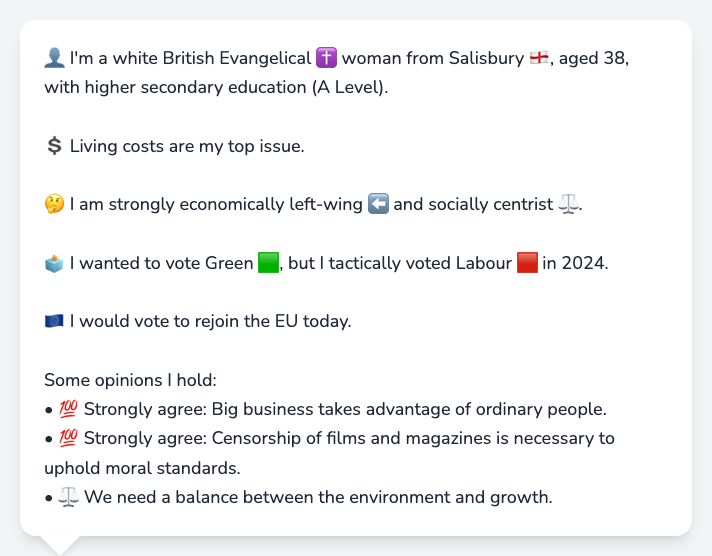 👤 I'm a white British Evangelical ✝️ woman from Salisbury 🏴󠁧󠁢󠁥󠁮󠁧󠁿, aged 38,
with higher secondary education (A Level).
💲 Living costs are my top issue.
🤔 I am strongly economically left-wing ⬅️ and socially centrist ⚖️.
🗳️ I wanted to vote Green 🟩, but I tactically voted Labour 🟥 in 2024.
🇪🇺 I would vote to rejoin the EU today.
Some opinions I hold:
• 💯 Strongly agree: Big business takes advantage of ordinary people.
• 💯 Strongly agree: Censorship of films and magazines is necessary to
uphold moral standards.
• ⚖️ We need a balance between the environment and growth.